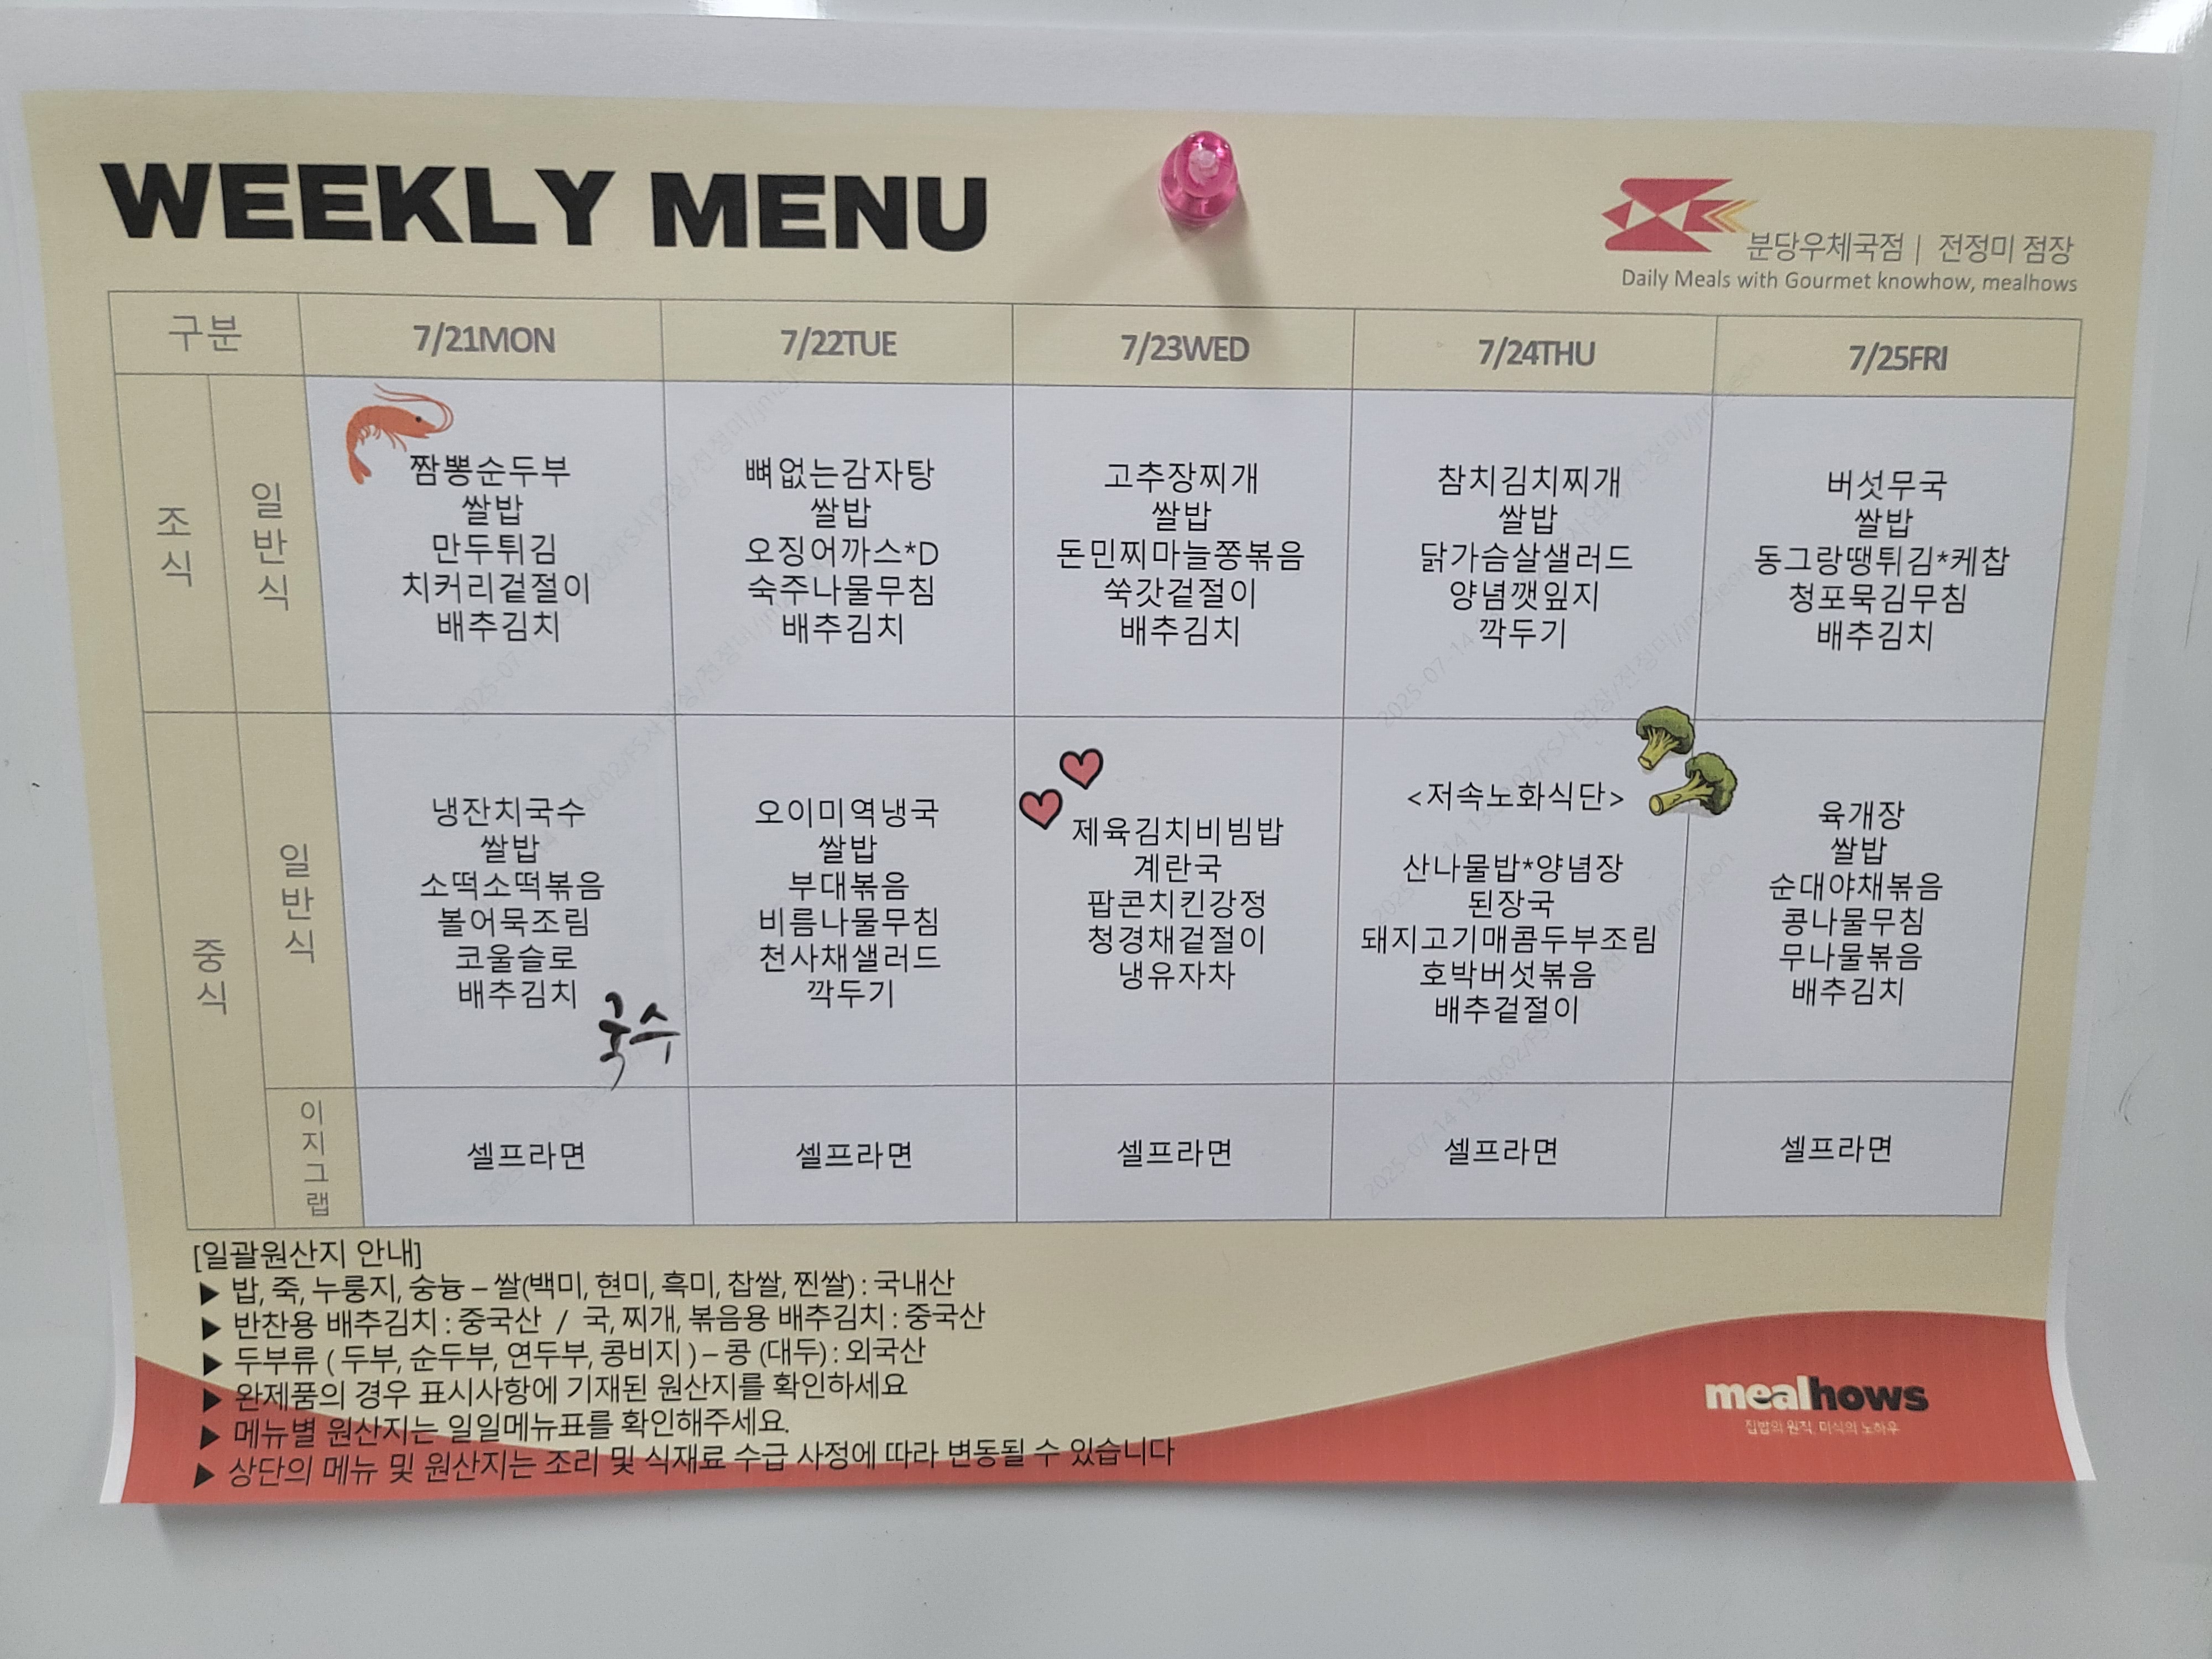 WEEKLY MENU
분당우체국점 | 전정미 점장
Daily Meals with Gourmet knowhow, mealhows
구분
7/21MON
7/22TUE
7/23WED
7/24THU
7/25FRI
조식
일반식
짬뽕순두부
쌀밥
만두튀김
치커리겉절이
배추김치
뼈없는감자탕
쌀밥
오징어까스*D
숙주나물무침
배추김치
고추장찌개
쌀밥
돈민찌마늘쫑볶음
쑥갓겉절이
배추김치
참치김치찌개
쌀밥
닭가슴살샐러드
양념깻잎지
깍두기
버섯무국
쌀밥
동그랑땡튀김*케찹
청포묵김무침
배추김치
중식
일반식
냉잔치국수
쌀밥
소떡소떡볶음
볼어묵조림
코울슬로
배추김치
국수
오이미역냉국
쌀밥
부대볶음
비름나물무침
천사채샐러드
깍두기
제육김치비빔밥
계란국
팝콘치킨강정
청경채겉절이
냉유자차
<저속노화식단>
산나물밥*양념장
된장국
돼지고기매콤두부조림
호박버섯볶음
배추겉절이
육개장
쌀밥
순대야채볶음
콩나물무침
무나물볶음
배추김치
이지그랩
셀프라면
셀프라면
셀프라면
셀프라면
셀프라면
[일괄원산지 안내]
▶ 밥, 죽, 누룽지, 숭늉 – 쌀(백미, 현미, 흑미, 찹쌀, 찐쌀) : 국내산
▶ 반찬용 배추김치 : 중국산 / 국, 찌개, 볶음용 배추김치 : 중국산
▶ 두부류 ( 두부, 순두부, 연두부, 콩비지 ) – 콩 (대두) : 외국산
▶ 완제품의 경우 표시사항에 기재된 원산지를 확인하세요
▶ 메뉴별 원산지는 일일메뉴표를 확인해주세요.
▶ 상단의 메뉴 및 원산지는 조리 및 식재료 수급 사정에 따라 변동될 수 있습니다
mealhows
집밥의 원칙, 미식의 노하우